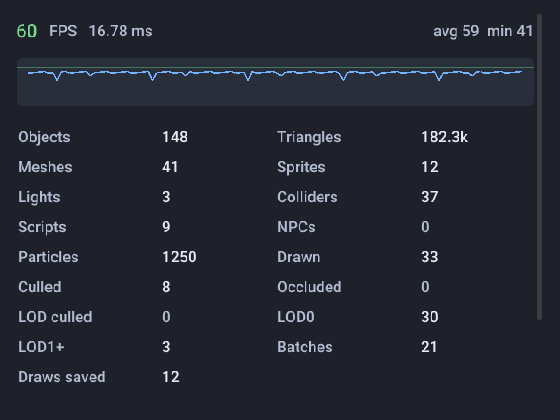 60 FPS 16.78 ms avg 59 min 41
Objects 148 Triangles 182.3k
Meshes 41 Sprites 12
Lights 3 Colliders 37
Scripts 9 NPCs 0
Particles 1250 Drawn 33
Culled 8 Occluded 0
LOD culled 0 LOD0 30
LOD1+ 3 Batches 21
Draws saved 12